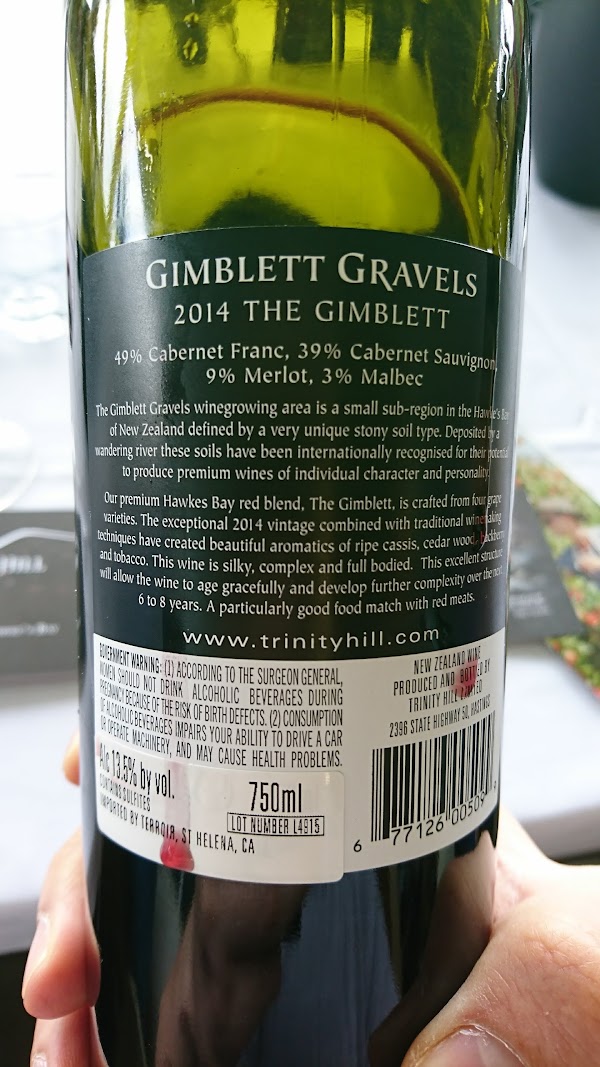 GIMBLETT GRAVELS
2014 THE GIMBLETT
49% Cabernet Franc, 39% Cabernet Sauvignon,
9% Merlot, 3% Malbec
The Gimblett Gravels winegrowing area is a small sub-region in the Hawke's Bay
of New Zealand defined by a very unique stony soil type. Deposited by a
wandering river these soils have been internationally recognised for their potential
to produce premium wines of individual character and personality.
Our premium Hawkes Bay red blend, The Gimblett, is crafted from four grape
varieties. The exceptional 2014 vintage combined with traditional winemaking
techniques have created beautiful aromatics of ripe cassis, cedar wood, blackberry
and tobacco. This wine is silky, complex and full bodied. This excellent structure
will allow the wine to age gracefully and develop further complexity over the next
6 to 8 years. A particularly good food match with red meats.
www.trinityhill.com
GOVERNMENT WARNING: (1) ACCORDING TO THE SURGEON GENERAL,
WOMEN SHOULD NOT DRINK ALCOHOLIC BEVERAGES DURING
PREGNANCY BECAUSE OF THE RISK OF BIRTH DEFECTS. (2) CONSUMPTION
OF ALCOHOLIC BEVERAGES IMPAIRS YOUR ABILITY TO DRIVE A CAR
OR OPERATE MACHINERY, AND MAY CAUSE HEALTH PROBLEMS.
Alc 13.5% by vol.
CONTAINS SULFITES
IMPORTED BY TERROIR, ST HELENA, CA
750ml
LOT NUMBER L4915
NEW ZEALAND WINE
PRODUCED AND BOTTLED BY
TRINITY HILL LIMITED
2396 STATE HIGHWAY 50, HASTINGS
6 77126 00509